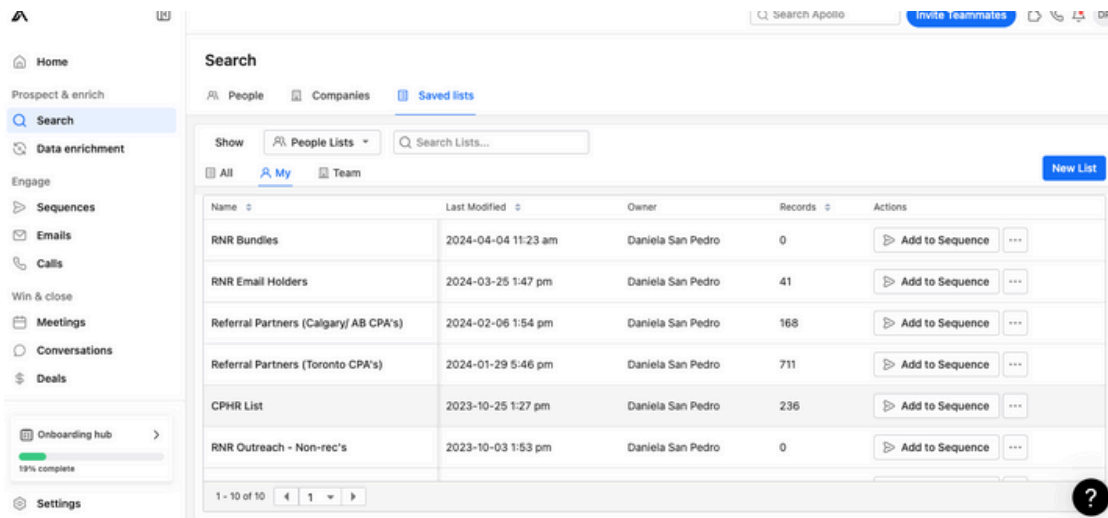 Search Apollo
Invite Teammates
Home
Prospect & enrich
Search
Data enrichment
Engage
Sequences
Emails
Calls
Win & close
Meetings
Conversations
Deals
Onboarding hub
19% complete
Settings
Search
People Companies Saved lists
Show People Lists Search Lists...
All My Team
New List
Name Last Modified Owner Records Actions
RNR Bundles 2024-04-04 11:23 am Daniela San Pedro 0 Add to Sequence
RNR Email Holders 2024-03-25 1:47 pm Daniela San Pedro 41 Add to Sequence
Referral Partners (Calgary/ AB CPA's) 2024-02-06 1:54 pm Daniela San Pedro 168 Add to Sequence
Referral Partners (Toronto CPA's) 2024-01-29 5:46 pm Daniela San Pedro 711 Add to Sequence
CPHR List 2023-10-25 1:27 pm Daniela San Pedro 236 Add to Sequence
RNR Outreach - Non-rec's 2023-10-03 1:53 pm Daniela San Pedro 0 Add to Sequence
1 - 10 of 10 1
?